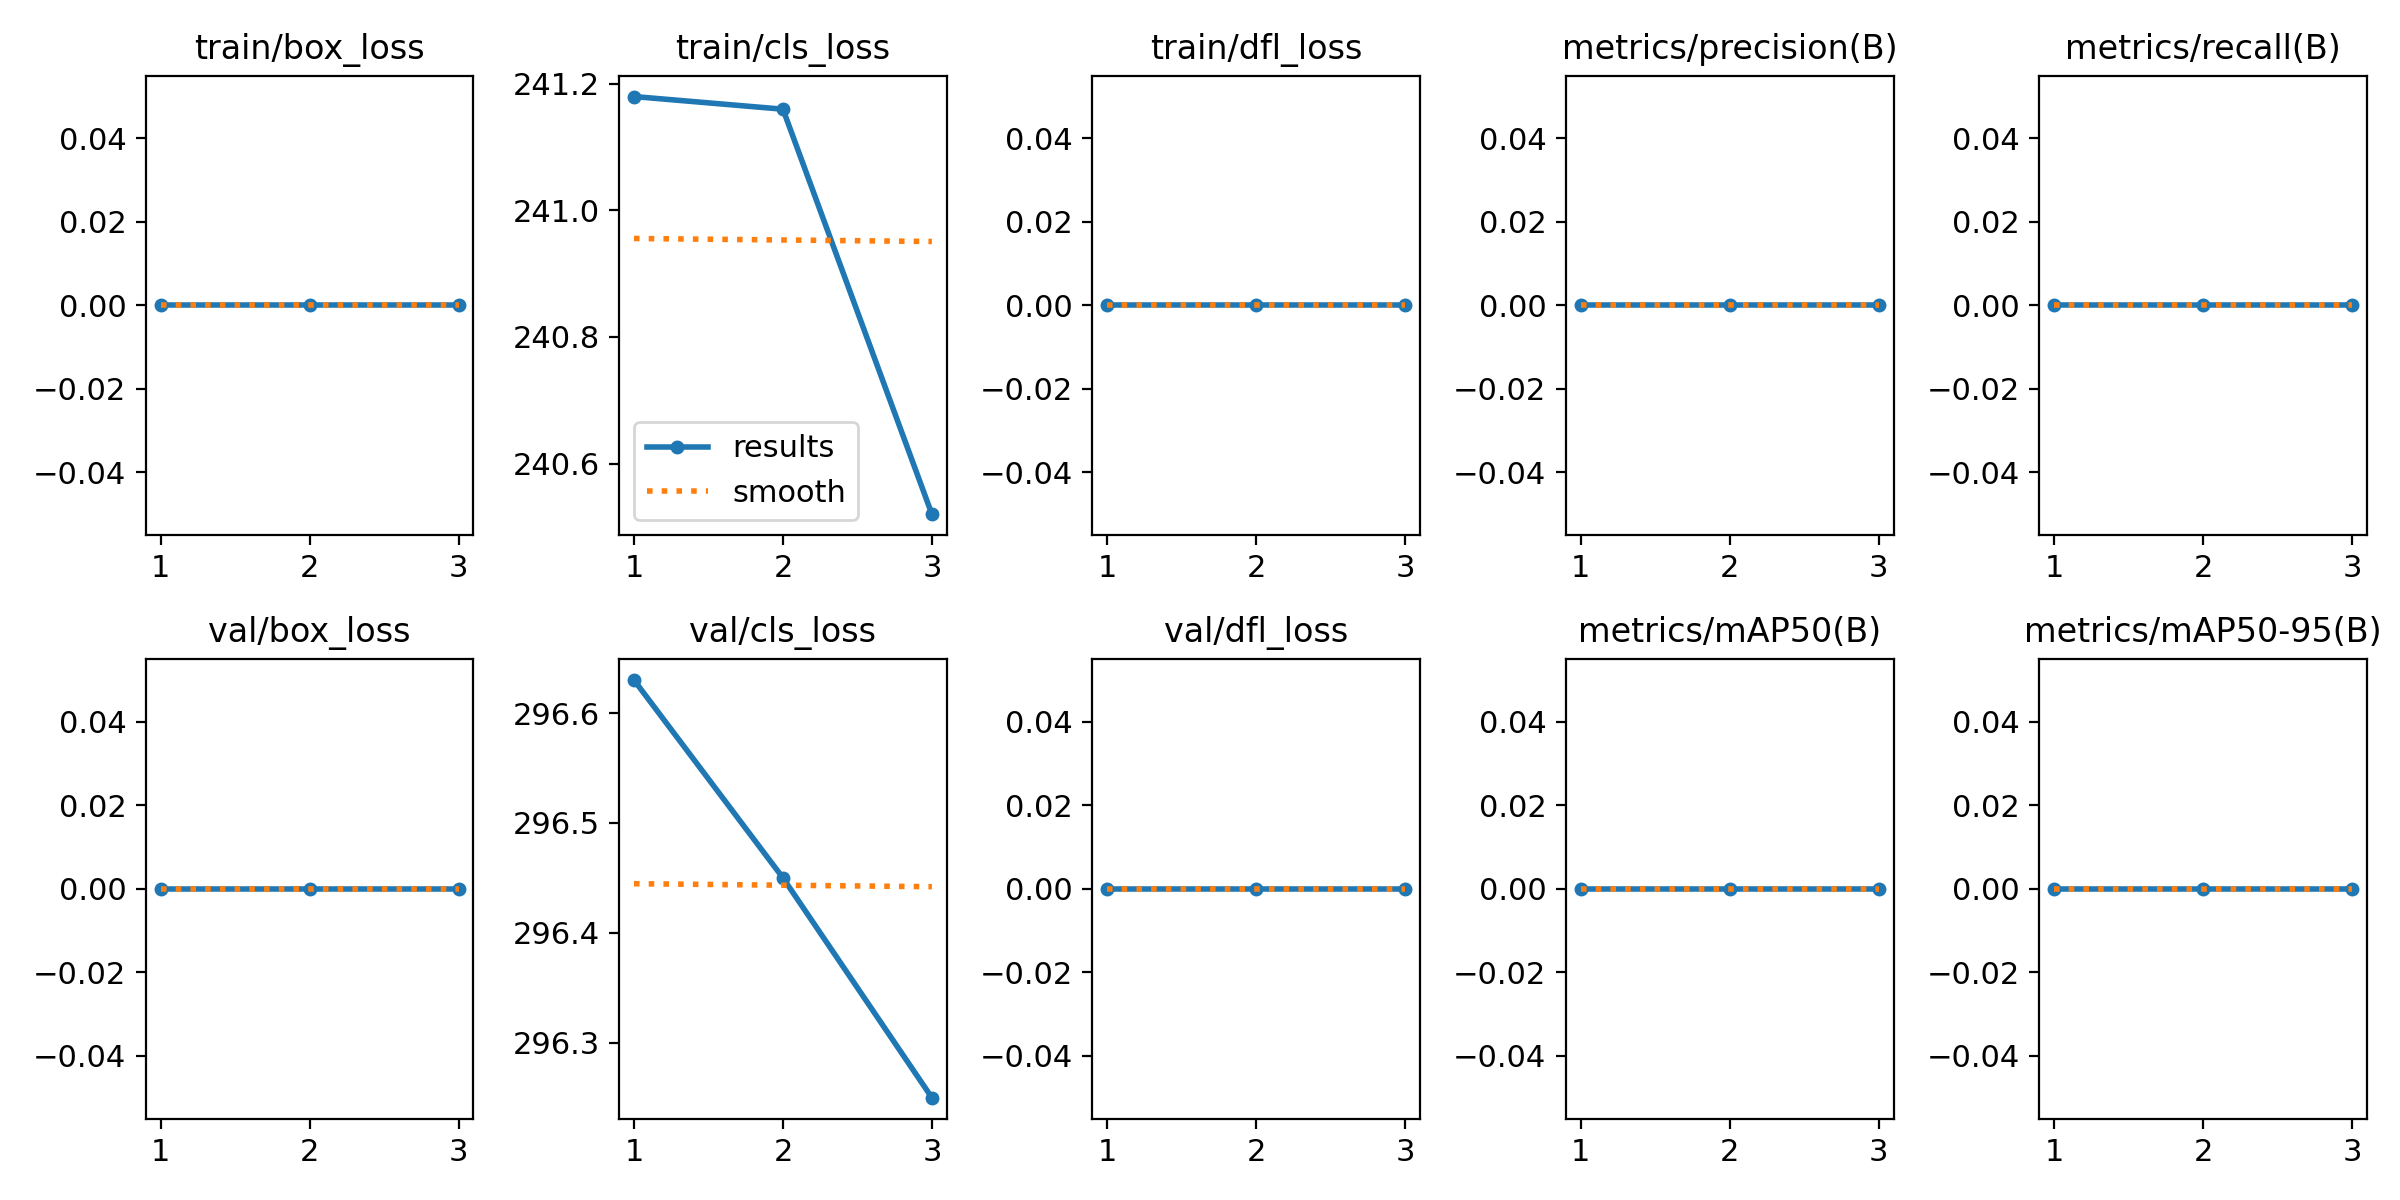 train/box_loss
0.04
0.02
0.00
−0.02
−0.04
1 2 3
train/cls_loss
241.2
241.0
240.8
240.6
results
smooth
1 2 3
train/dfl_loss
0.04
0.02
0.00
−0.02
−0.04
1 2 3
metrics/precision(B)
0.04
0.02
0.00
−0.02
−0.04
1 2 3
metrics/recall(B)
0.04
0.02
0.00
−0.02
−0.04
1 2 3
val/box_loss
0.04
0.02
0.00
−0.02
−0.04
1 2 3
val/cls_loss
296.6
296.5
296.4
296.3
1 2 3
val/dfl_loss
0.04
0.02
0.00
−0.02
−0.04
1 2 3
metrics/mAP50(B)
0.04
0.02
0.00
−0.02
−0.04
1 2 3
metrics/mAP50-95(B)
0.04
0.02
0.00
−0.02
−0.04
1 2 3